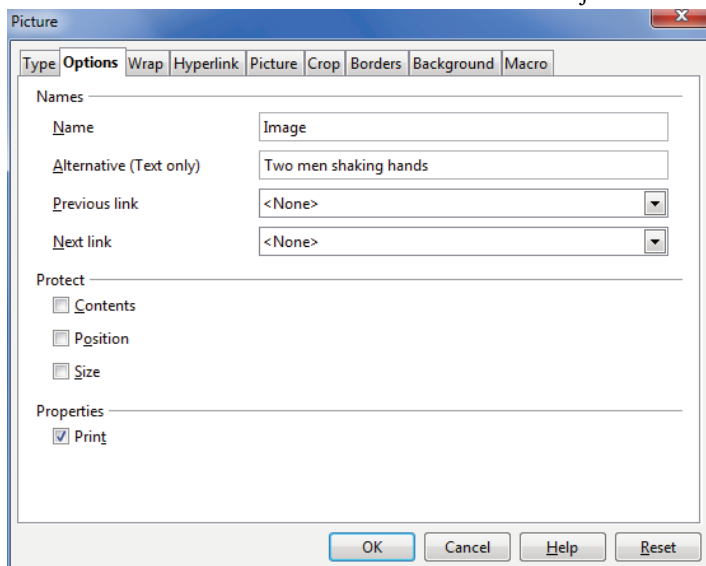 Picture
Type Options Wrap Hyperlink Picture Crop Borders Background Macro
Names
Name Image
Alternative (Text only) Two men shaking hands
Previous link <None>
Next link <None>
Protect
Contents
Position
Size
Properties
Print
OK Cancel Help Reset